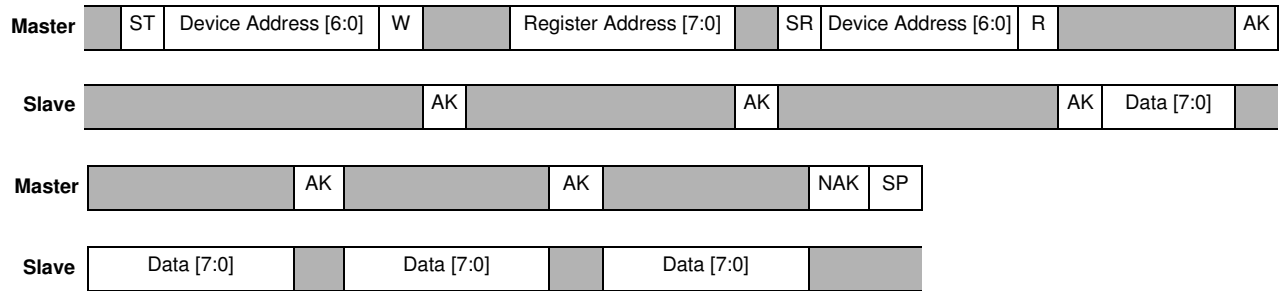 Master ST Device Address [6:0] W Register Address [7:0] SR Device Address [6:0] R AK
Slave AK AK AK Data [7:0]
Master AK AK NAK SP
Slave Data [7:0] Data [7:0] Data [7:0]